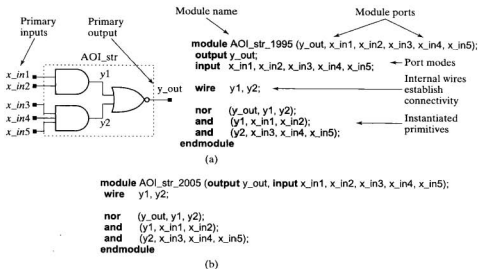 Primary
inputs
Primary
output
AOI_str
x_in1
x_in2
x_in3
x_in4
x_in5
y1
y2
y_out
Module name
Module ports
module AOI_str_1995 (y_out, x_in1, x_in2, x_in3, x_in4, x_in5);
output y_out;
input x_in1, x_in2, x_in3, x_in4, x_in5;
Port modes
wire y1, y2;
Internal wires
establish
connectivity
nor (y_out, y1, y2);
and (y1, x_in1, x_in2);
and (y2, x_in3, x_in4, x_in5);
Instantiated
primitives
endmodule
(a)
module AOI_str_2005 (output y_out, input x_in1, x_in2, x_in3, x_in4, x_in5);
wire y1, y2;
nor (y_out, y1, y2);
and (y1, x_in1, x_in2);
and (y2, x_in3, x_in4, x_in5);
endmodule
(b)